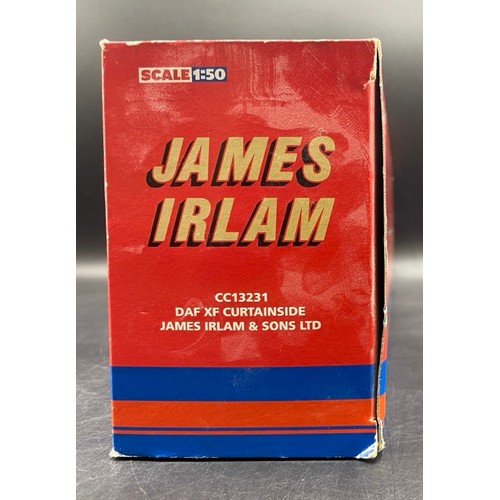 SCALE 1:50
JAMES
IRLAM
CC13231
DAF XF CURTAINSIDE
JAMES IRLAM & SONS LTD